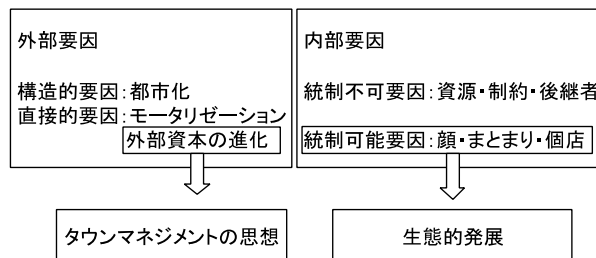 外部要因
構造的要因:都市化
直接的要因:モータリゼーション
外部資本の進化
内部要因
統制不可要因:資源・制約・後継者
統制可能要因:顔・まとまり・個店
タウンマネジメントの思想
生態的発展